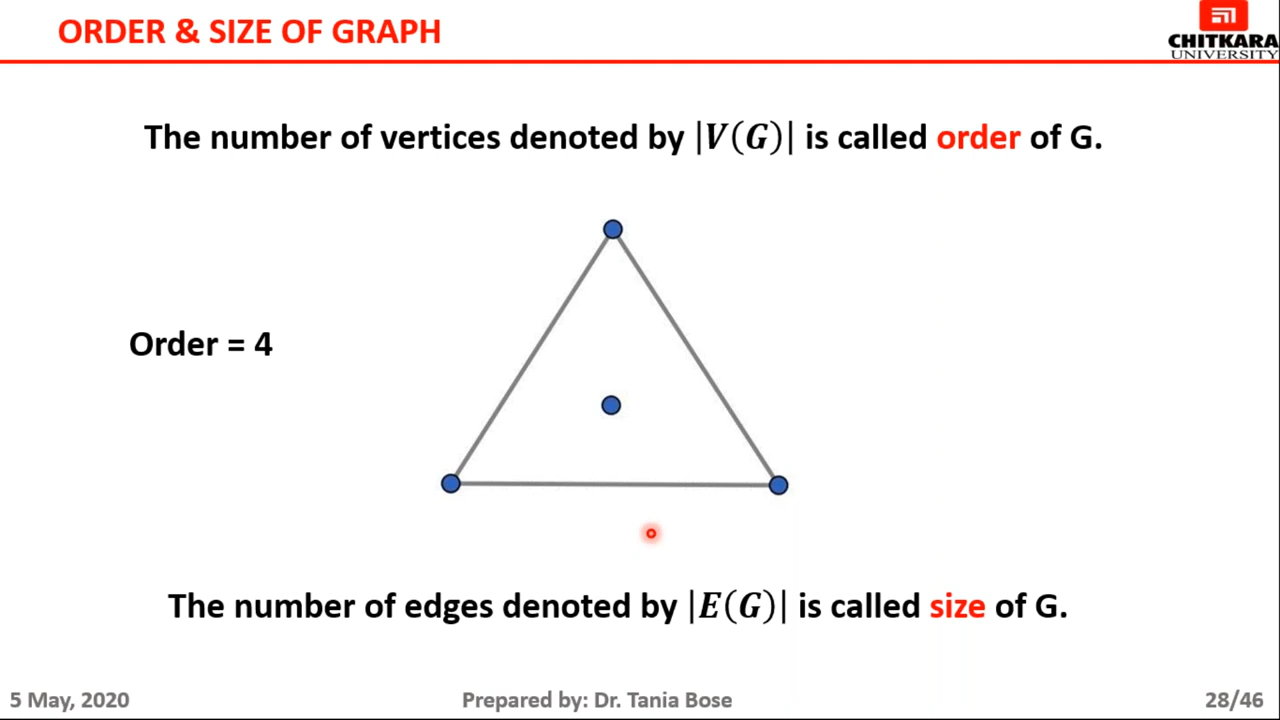 ORDER & SIZE OF GRAPH
CHITKARA
UNIVERSITY
The number of vertices denoted by |V(G)| is called order of G.
Order = 4
The number of edges denoted by |E(G)| is called size of G.
5 May, 2020
Prepared by: Dr. Tania Bose
28/46